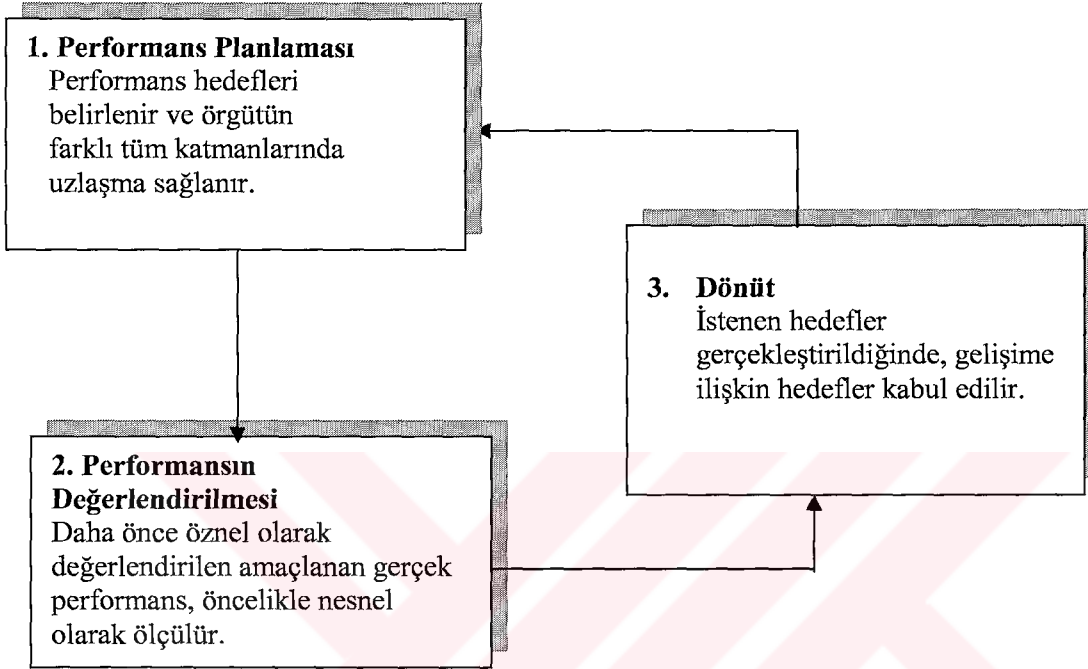 1. Performans Planlaması
Performans hedefleri
belirlenir ve örgütün
farklı tüm katmanlarında
uzlaşma sağlanır.
2. Performansın
Değerlendirilmesi
Daha önce öznel olarak
değerlendirilen amaçlanan gerçek
performans, öncelikle nesnel
olarak ölçülür.
3. Dönüt
İstenen hedefler
gerçekleştirildiğinde, gelişime
ilişkin hedefler kabul edilir.